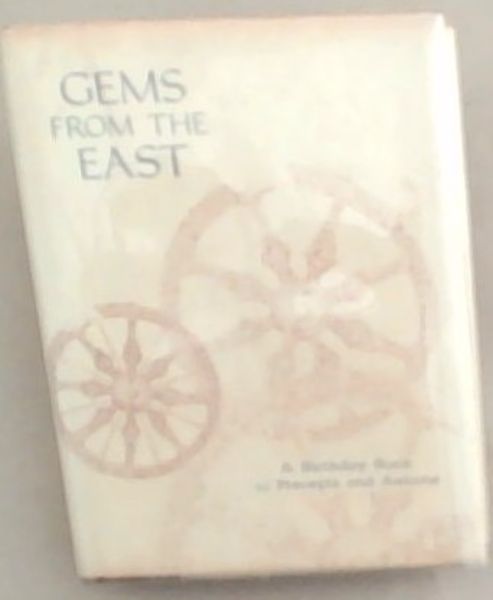 GEMS
FROM THE
EAST
A Birthday Book
of Precepts and Axioms